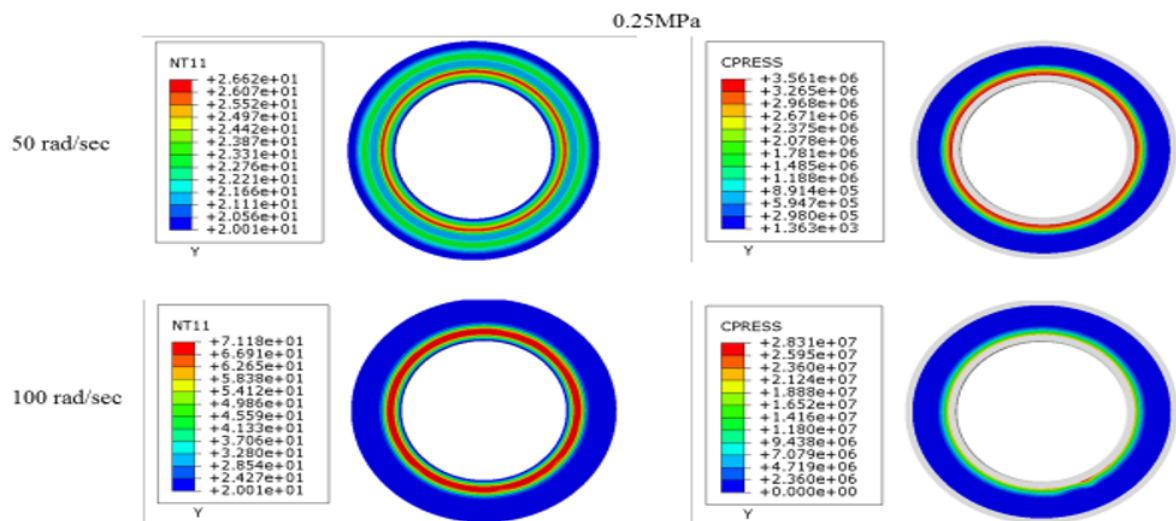 0.25MPa
50 rad/sec
NT11
+2.662e+01
+2.607e+01
+2.552e+01
+2.497e+01
+2.442e+01
+2.387e+01
+2.331e+01
+2.276e+01
+2.221e+01
+2.166e+01
+2.111e+01
+2.056e+01
+2.001e+01
Y
CPRESS
+3.561e+06
+3.265e+06
+2.968e+06
+2.671e+06
+2.375e+06
+2.078e+06
+1.781e+06
+1.485e+06
+1.188e+06
+8.914e+05
+5.947e+05
+2.980e+05
+1.363e+03
Y
100 rad/sec
NT11
+7.118e+01
+6.691e+01
+6.265e+01
+5.838e+01
+5.412e+01
+4.986e+01
+4.559e+01
+4.133e+01
+3.706e+01
+3.280e+01
+2.854e+01
+2.427e+01
+2.001e+01
Y
CPRESS
+2.831e+07
+2.595e+07
+2.360e+07
+2.124e+07
+1.888e+07
+1.652e+07
+1.416e+07
+1.180e+07
+9.438e+06
+7.079e+06
+4.719e+06
+2.360e+06
+0.000e+00
Y